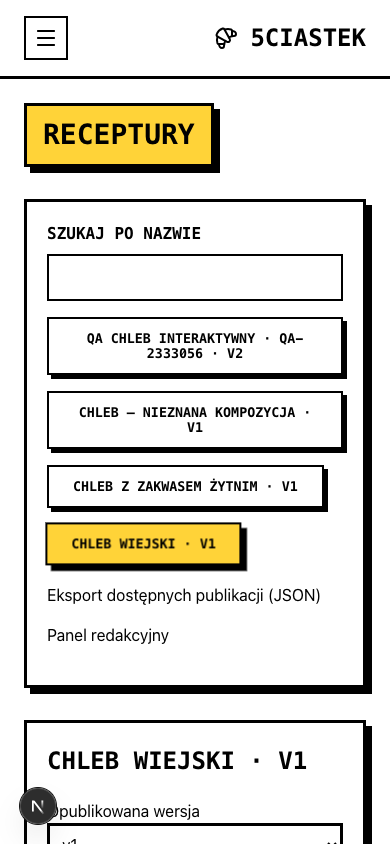 5CIASTEK
RECEPTURY
SZUKAJ PO NAZWIE
QA CHLEB INTERAKTYWNY · QA-
2333056 · V2
CHLEB — NIEZNANA KOMPOZYCJA ·
V1
CHLEB Z ZAKWASEM ŻYTNIM · V1
CHLEB WIEJSKI · V1
Eksport dostępnych publikacji (JSON)
Panel redakcyjny
CHLEB WIEJSKI · V1
Opublikowana wersja
N
v1